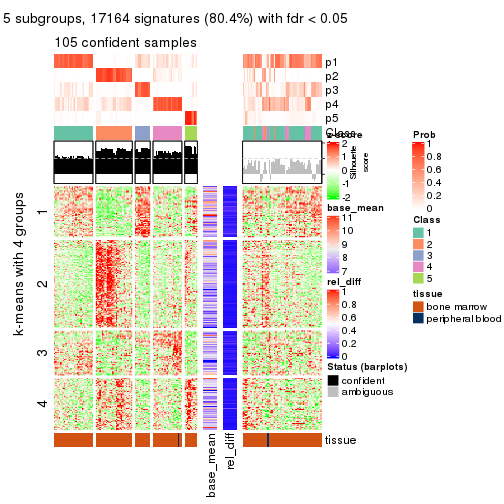 5 subgroups, 17164 signatures (80.4%) with fdr < 0.05
105 confident samples
p1
p2
p3
p4
p5
Class
z-score
2
1
0
-1
-2
Silhouette
score
Prob
1
0.8
0.6
0.4
0.2
0
k-means with 4 groups
1
2
3
4
base_mean
11
10
9
8
7
Class
1
2
3
4
5
rel_diff
1
0.8
0.6
0.4
0.2
0
tissue
bone marrow
peripheral blood
Status (barplots)
confident
ambiguous
tissue
base_mean
rel_diff